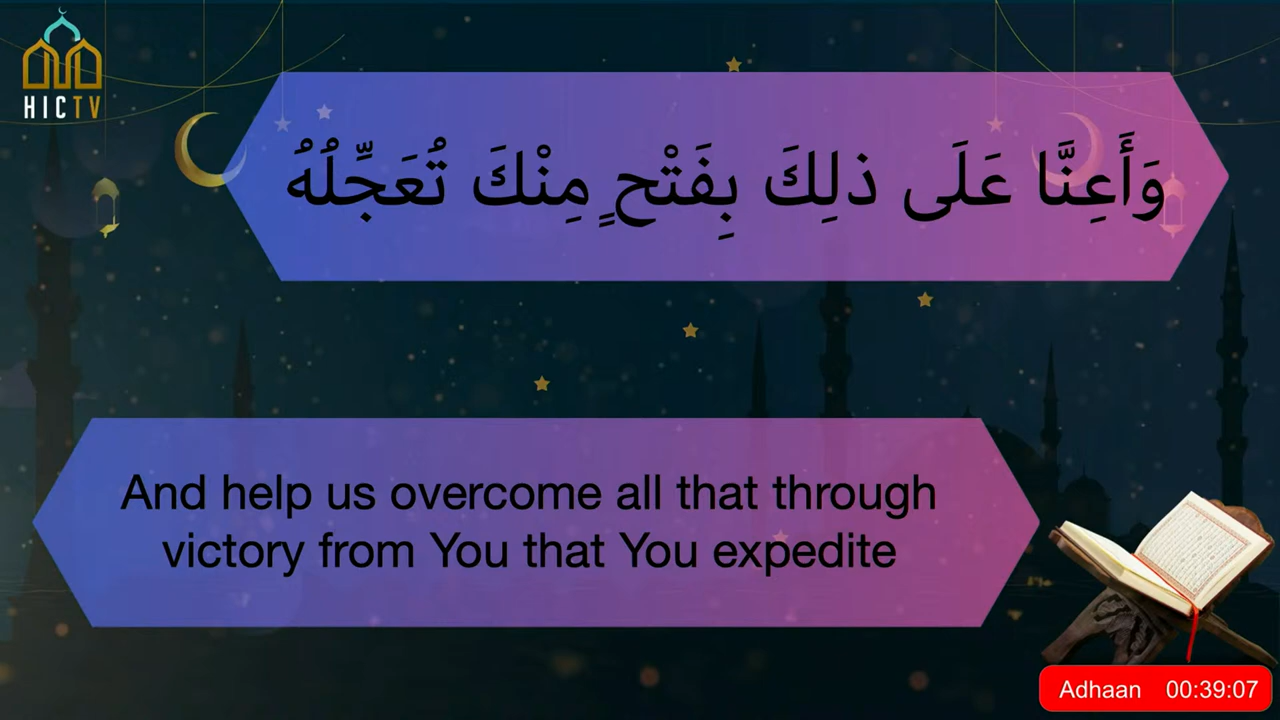 HICTV
وَأَعِنَّا عَلَى ذلِكَ بِفَتْحٍ مِنْكَ تُعَجِّلُهُ
And help us overcome all that through
victory from You that You expedite
Adhaan 00:39:07